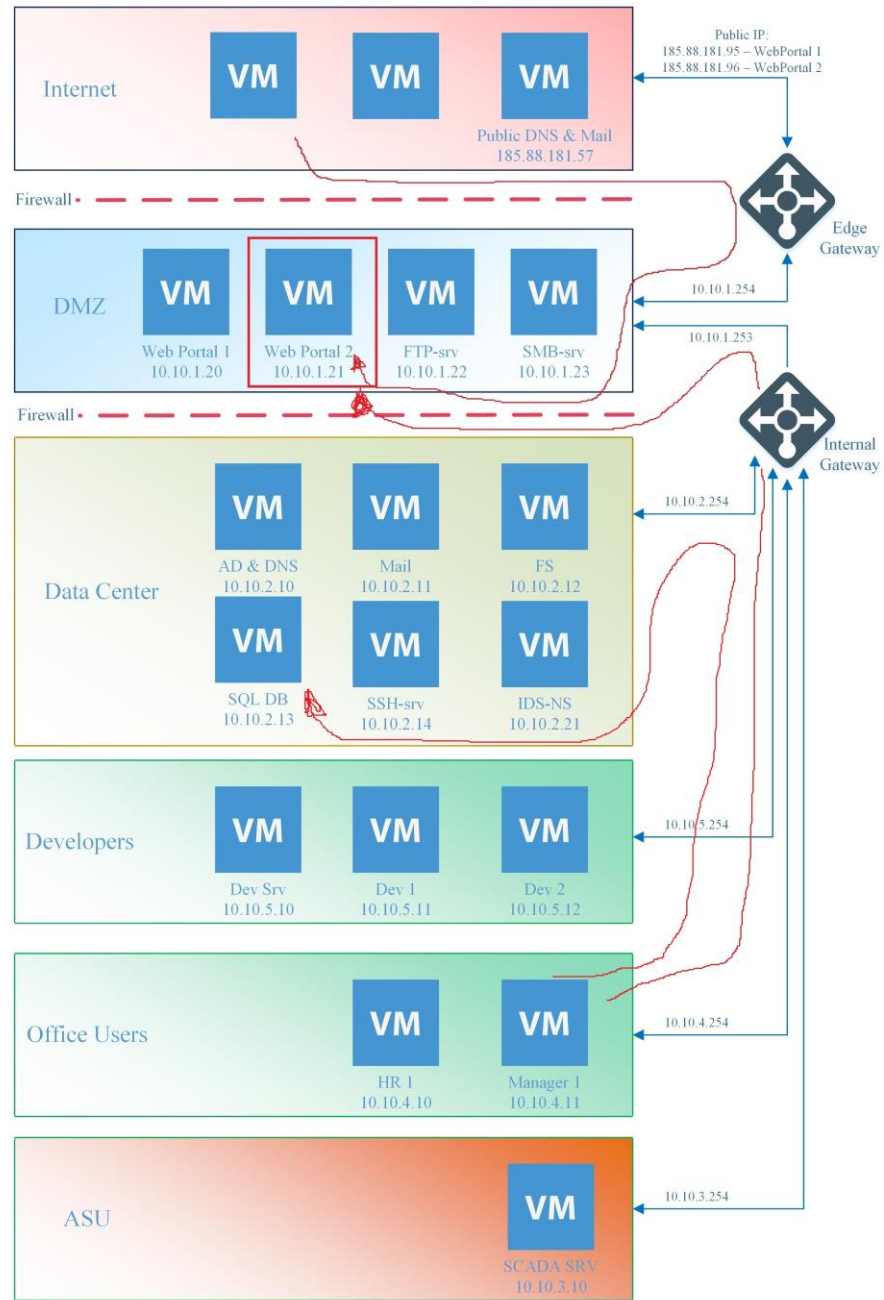 Public IP:
185.88.181.95 – WebPortal 1
185.88.181.96 – WebPortal 2
Internet
VM
VM
VM
Public DNS & Mail
185.88.181.57
Firewall
Edge
Gateway
DMZ
VM
VM
VM
VM
Web Portal 1
10.10.1.20
Web Portal 2
10.10.1.21
FTP-srv
10.10.1.22
SMB-srv
10.10.1.23
10.10.1.254
10.10.1.253
Firewall
Internal
Gateway
Data Center
VM
VM
VM
AD & DNS
10.10.2.10
Mail
10.10.2.11
FS
10.10.2.12
10.10.2.254
VM
VM
VM
SQL DB
10.10.2.13
SSH-srv
10.10.2.14
IDS-NS
10.10.2.21
Developers
VM
VM
VM
Dev Srv
10.10.5.10
Dev 1
10.10.5.11
Dev 2
10.10.5.12
10.10.5.254
Office Users
VM
VM
HR 1
10.10.4.10
Manager 1
10.10.4.11
10.10.4.254
ASU
VM
SCADA SRV
10.10.3.10
10.10.3.254